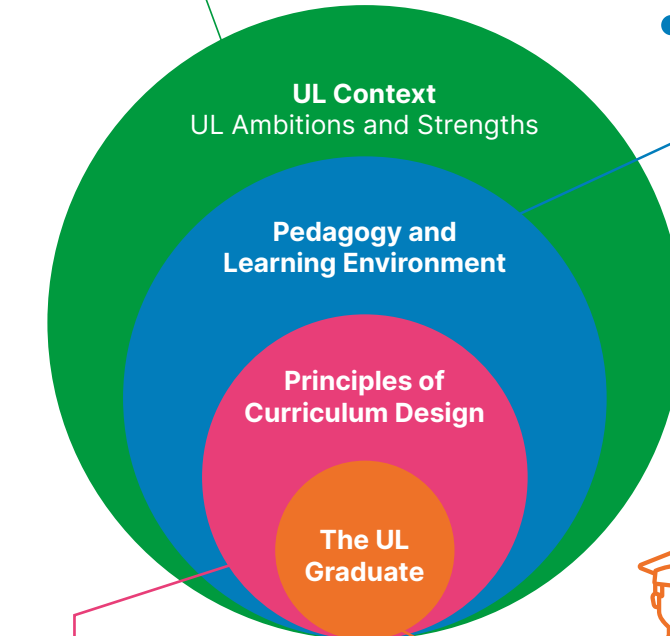 UL Context
UL Ambitions and Strengths
Pedagogy and
Learning Environment
Principles of
Curriculum Design
The UL
Graduate